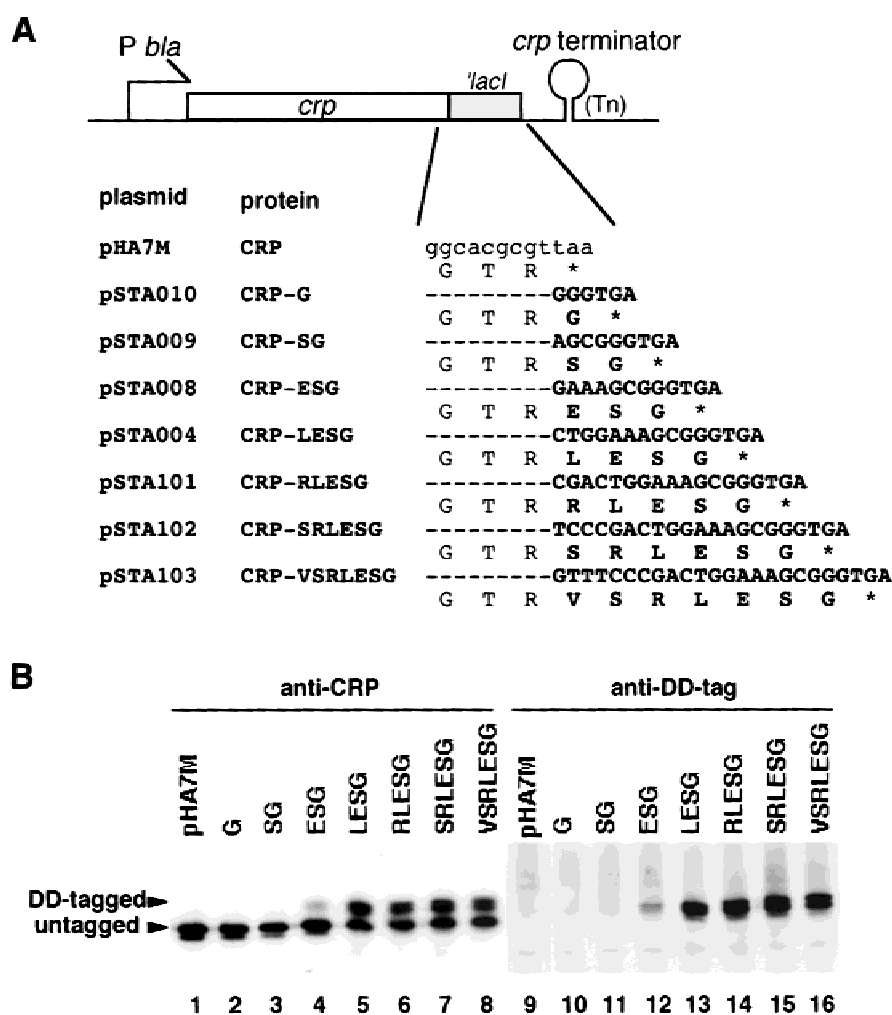 A
P bla
crp terminator
'lacI
crp
(Tn)
plasmid protein
pHA7M CRP ggcacgcgttaa
G T R *
pSTA010 CRP-G ---------GGGTGA
G T R G *
pSTA009 CRP-SG ---------AGCGGGTGA
G T R S G *
pSTA008 CRP-ESG ---------GAAAGCGGGTGA
G T R E S G *
pSTA004 CRP-LESG ---------CTGGAAAGCGGGTGA
G T R L E S G *
pSTA101 CRP-RLESG ---------CGACTGGAAAGCGGGTGA
G T R R L E S G *
pSTA102 CRP-SRLESG ---------TCCCGACTGGAAAGCGGGTGA
G T R S R L E S G *
pSTA103 CRP-VSRLESG ---------GTTTCCCGACTGGAAAGCGGGTGA
G T R V S R L E S G *
B
anti-CRP anti-DD-tag
pHA7M G SG ESG LESG RLESG SRLESG VSRLESG pHA7M G SG ESG LESG RLESG SRLESG VSRLESG
DD-tagged
untagged
1 2 3 4 5 6 7 8 9 10 11 12 13 14 15 16